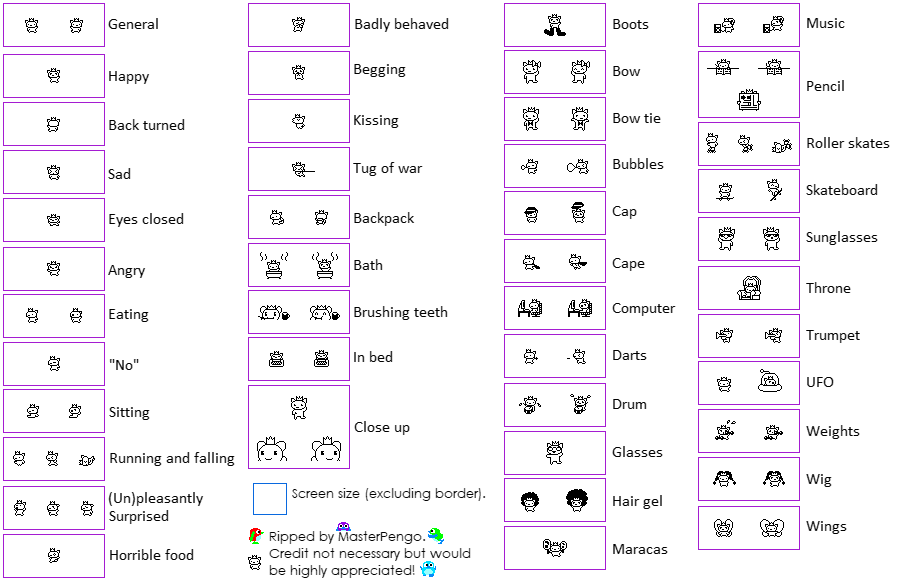 General
Happy
Back turned
Sad
Eyes closed
Angry
Eating
"No"
Sitting
Running and falling
(Un)pleasantly
Surprised
Horrible food
Badly behaved
Begging
Kissing
Tug of war
Backpack
Bath
Brushing teeth
In bed
Close up
Screen size (excluding border).
Ripped by MasterPengo.
Credit not necessary but would
be highly appreciated!
Boots
Bow
Bow tie
Bubbles
Cap
Cape
Computer
Darts
Drum
Glasses
Hair gel
Maracas
Music
Pencil
Roller skates
Skateboard
Sunglasses
Throne
Trumpet
UFO
Weights
Wig
Wings